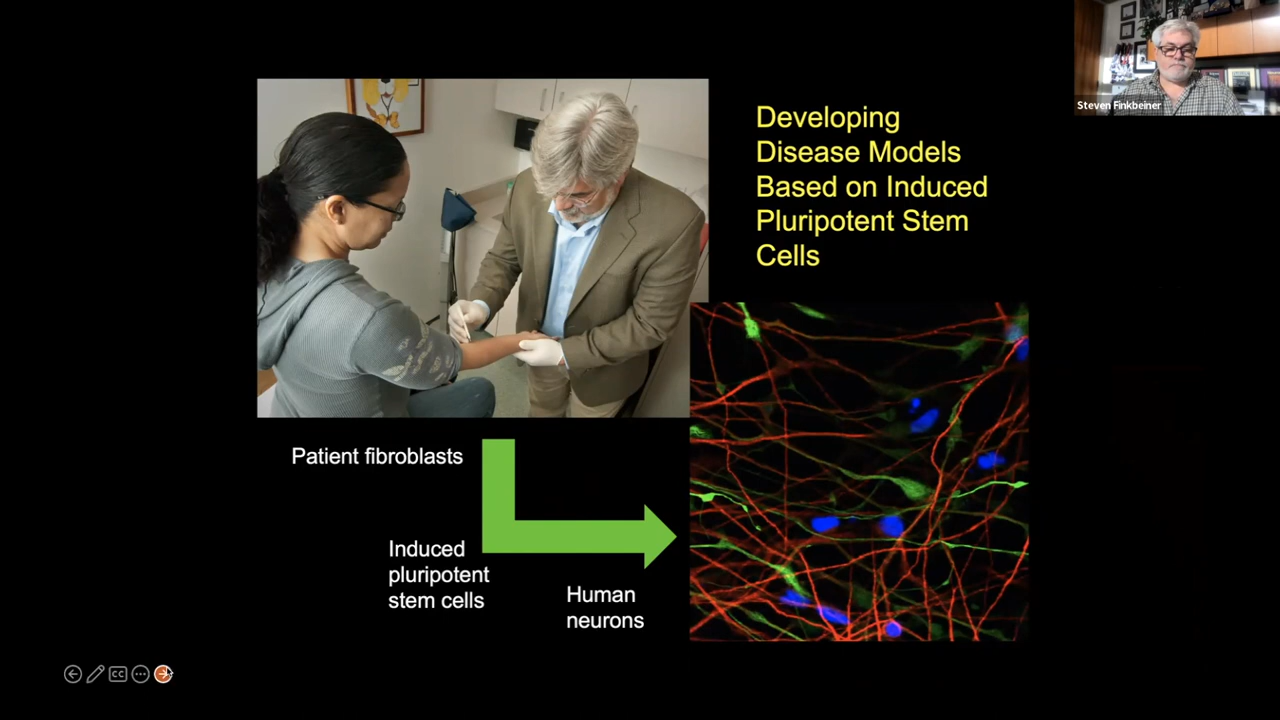 Steven Finkbeiner
Developing
Disease Models
Based on Induced
Pluripotent Stem
Cells
Patient fibroblasts
Induced
pluripotent
stem cells
Human
neurons
CC